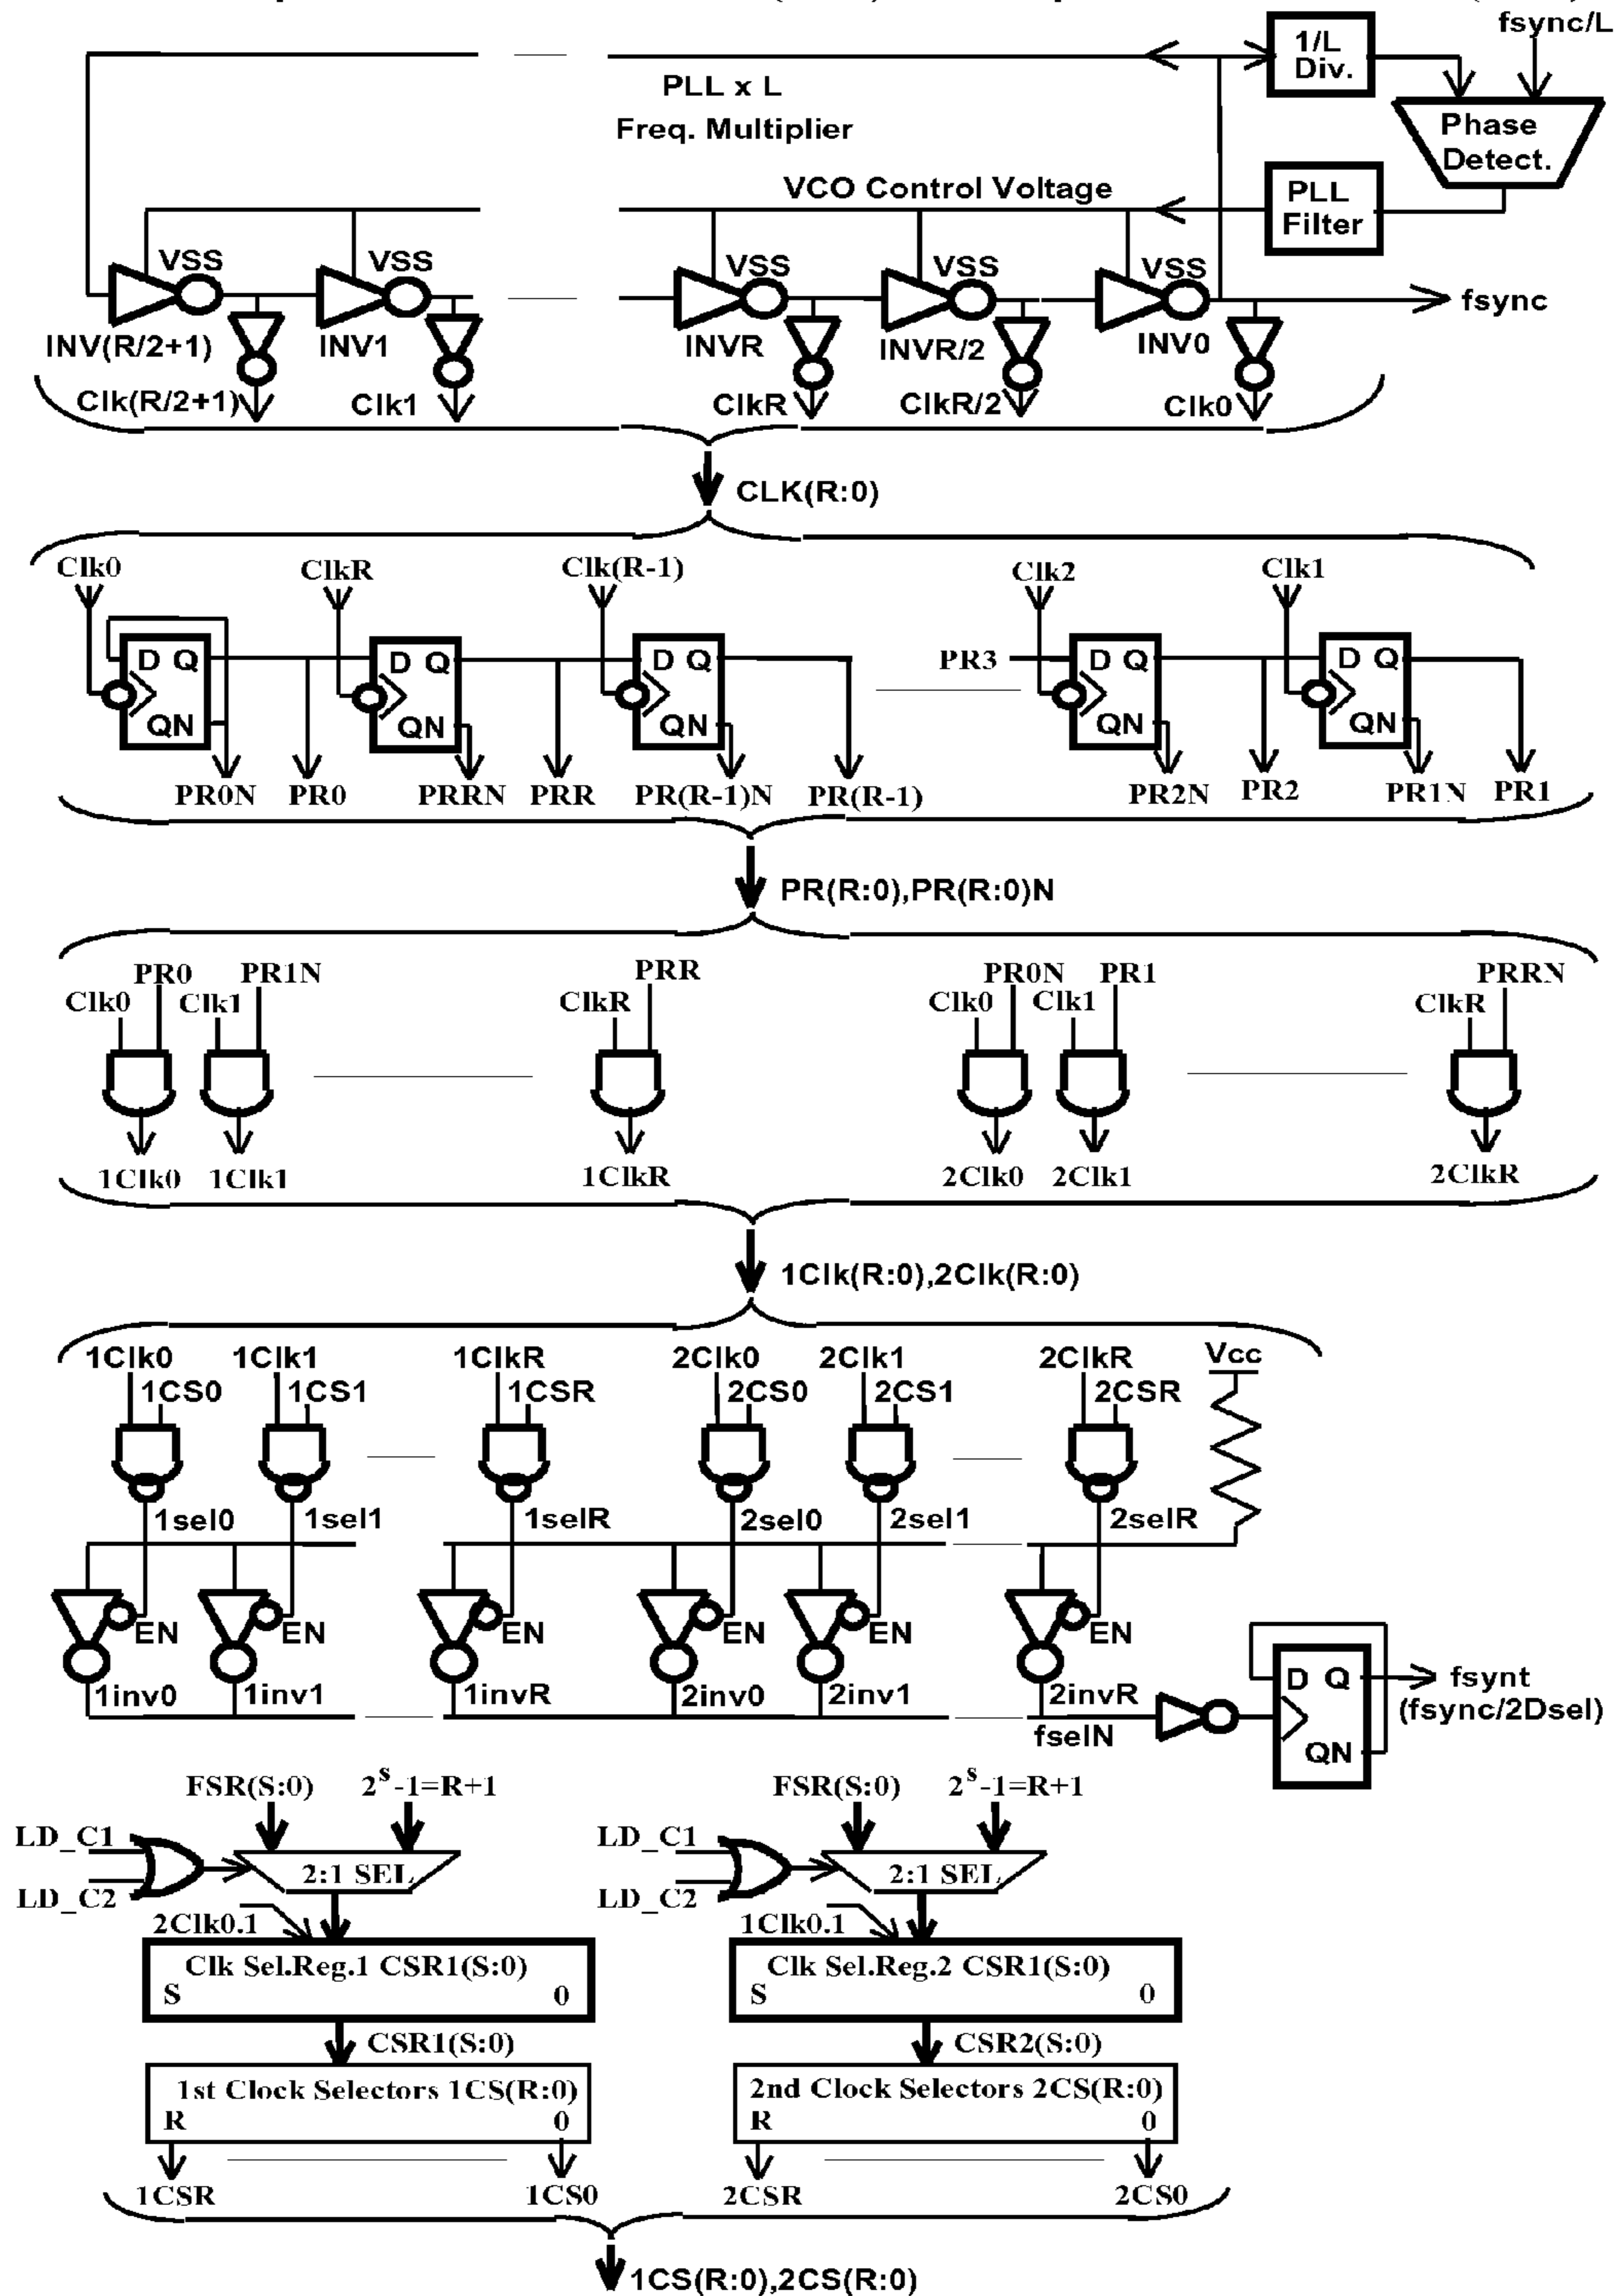 fsync/L
1/L
Div.
PLL x L
Freq. Multiplier
Phase
Detect.
VCO Control Voltage
PLL
Filter
VSS VSS VSS VSS VSS
fsync
INV(R/2+1) INV1 INVR INVR/2 INV0
Clk(R/2+1) Clk1 ClkR ClkR/2 Clk0
CLK(R:0)
Clk0 ClkR Clk(R-1) Clk2 Clk1
D Q D Q D Q PR3 D Q D Q
QN QN QN QN QN
PR0N PR0 PRRN PRR PR(R-1)N PR(R-1) PR2N PR2 PR1N PR1
PR(R:0),PR(R:0)N
PR0 PR1N PRR PR0N PR1 PRRN
Clk0 Clk1 ClkR Clk0 Clk1 ClkR
1Clk0 1Clk1 1ClkR 2Clk0 2Clk1 2ClkR
1Clk(R:0),2Clk(R:0)
1Clk0 1Clk1 1ClkR 2Clk0 2Clk1 2ClkR Vcc
1CS0 1CS1 1CSR 2CS0 2CS1 2CSR
1sel0 1sel1 1selR 2sel0 2sel1 2selR
EN EN EN EN EN EN
1inv0 1inv1 1invR 2inv0 2inv1 2invR
fselN
D Q
QN
fsynt
(fsync/2Dsel)
FSR(S:0) 2s-1=R+1 FSR(S:0) 2s-1=R+1
LD_C1 LD_C1
2:1 SEL 2:1 SEL
LD_C2 LD_C2
2Clk0.1 1Clk0.1
Clk Sel.Reg.1 CSR1(S:0) Clk Sel.Reg.2 CSR1(S:0)
S 0 S 0
CSR1(S:0) CSR2(S:0)
1st Clock Selectors 1CS(R:0) 2nd Clock Selectors 2CS(R:0)
R 0 R 0
1CSR 1CS0 2CSR 2CS0
1CS(R:0),2CS(R:0)